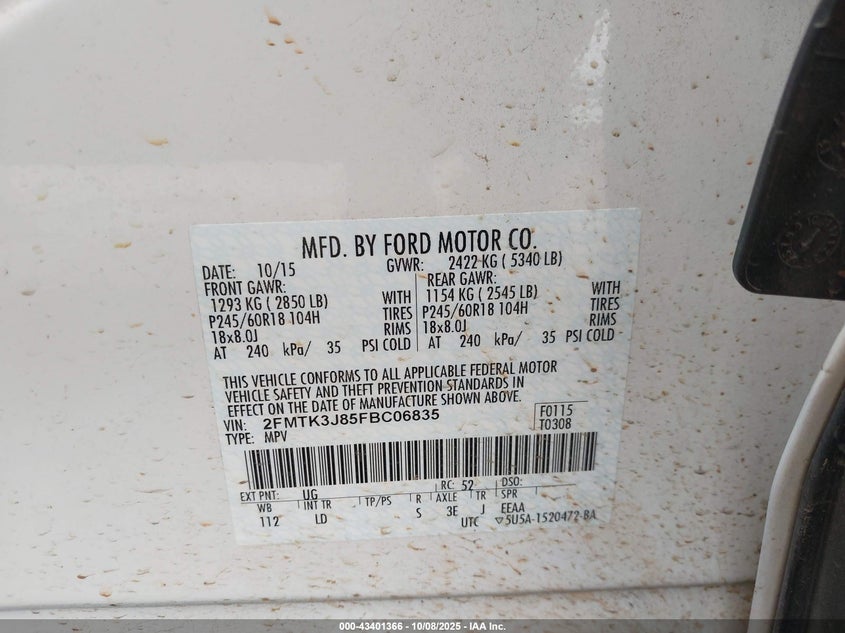 MFD. BY FORD MOTOR CO.
DATE: 10/15 GVWR: 2422 KG ( 5340 LB)
FRONT GAWR: REAR GAWR:
1293 KG ( 2850 LB) WITH 1154 KG ( 2545 LB) WITH
P245/60R18 104H TIRES P245/60R18 104H TIRES
18x8.0J RIMS 18x8.0J RIMS
AT 240 kPa/ 35 PSI COLD AT 240 kPa/ 35 PSI COLD
THIS VEHICLE CONFORMS TO ALL APPLICABLE FEDERAL MOTOR
VEHICLE SAFETY AND THEFT PREVENTION STANDARDS IN
EFFECT ON THE DATE OF MANUFACTURE SHOWN ABOVE.
VIN: 2FMTK3J85FBC06835 F0115
TYPE: MPV T0308
EXT PNT: UG RC: 52 DSO:
WB INT TR TP/PS R AXLE TR SPR
112 LD S 3E J EEAA
UTC ▽5U5A-1520472-BA
000-43401366 | 10/08/2025 | IAA Inc.